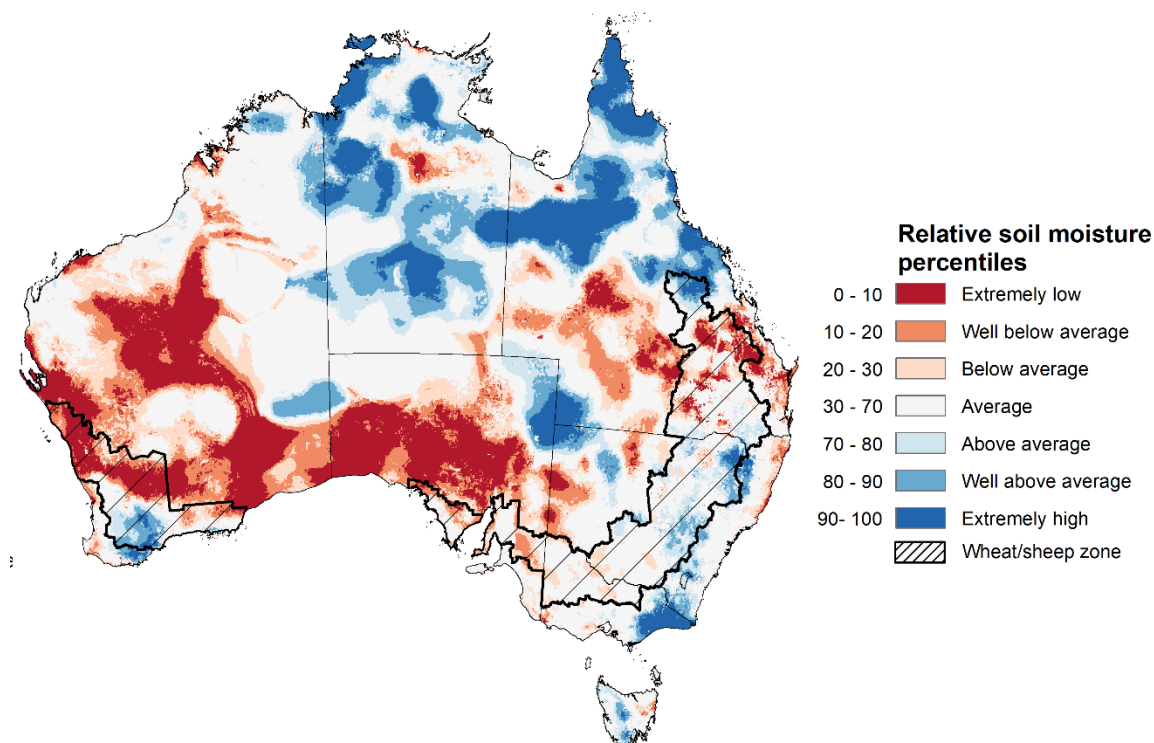 Relative soil moisture
percentiles
0 - 10 Extremely low
10 - 20 Well below average
20 - 30 Below average
30 - 70 Average
70 - 80 Above average
80 - 90 Well above average
90- 100 Extremely high
Wheat/sheep zone